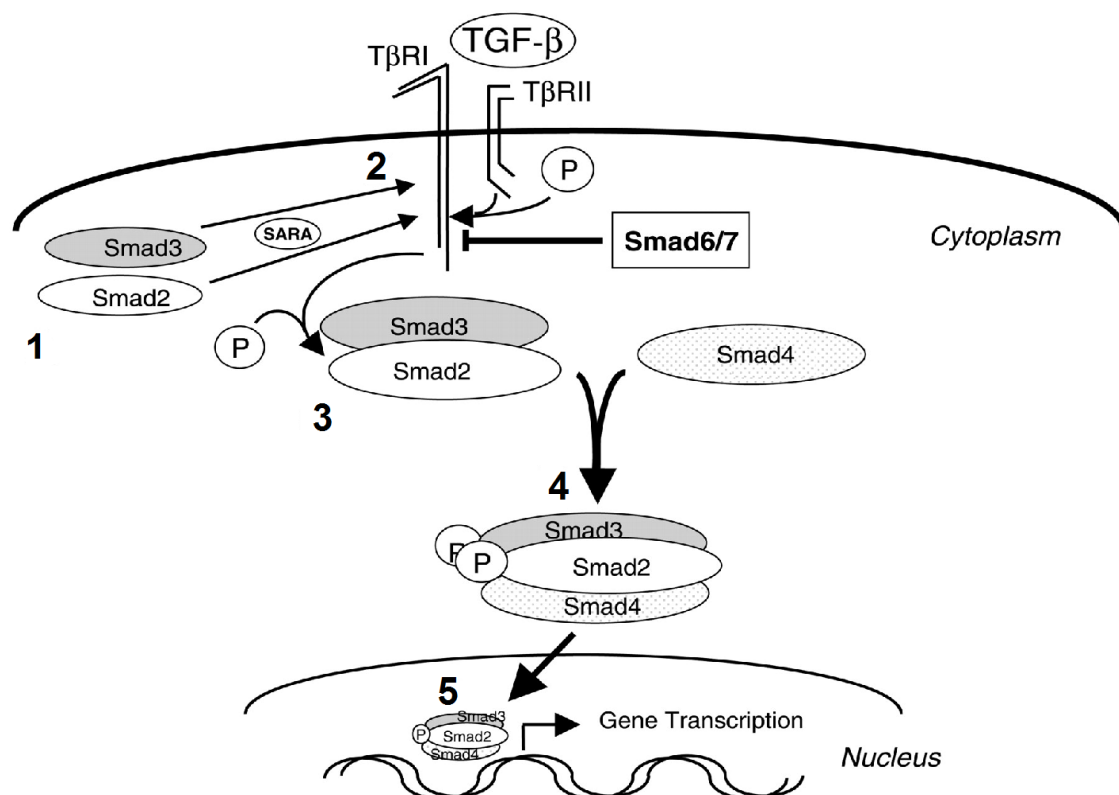 TGF-β
TβRI
TβRII
2
P
SARA
Smad3
Smad6/7
Cytoplasm
Smad2
1
P
Smad3
Smad2
Smad4
3
4
Smad3
P
P
Smad2
Smad4
5
Smad3
P
Smad2
Smad4
Gene Transcription
Nucleus